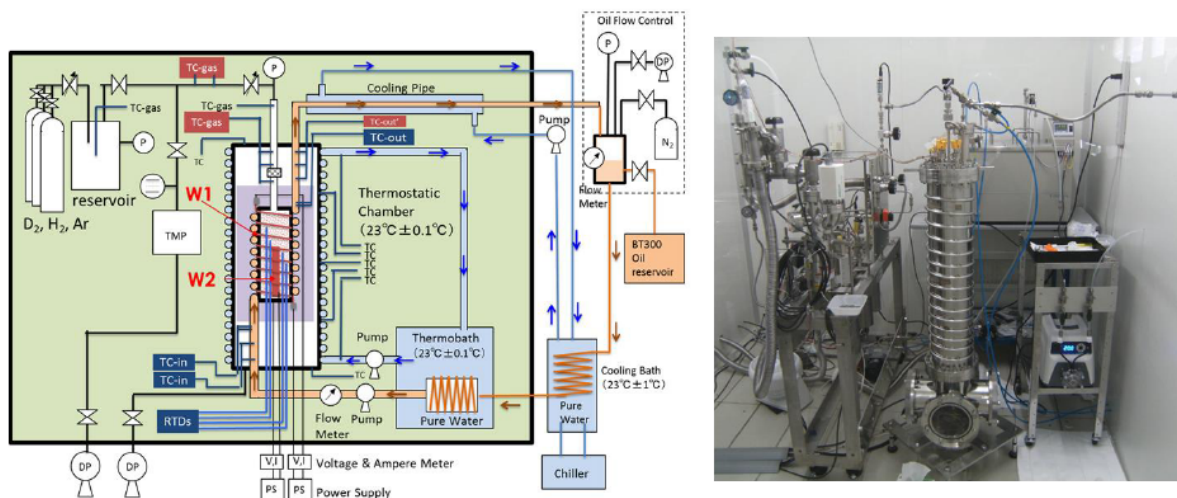 Oil Flow Control
P
DP
N₂
TC-gas
P
TC-gas
TC-gas
TC-gas
TC
P
reservoir
D₂, H₂, Ar
TMP
Cooling Pipe
TC-out'
TC-out
Pump
Flow
Meter
BT300
Oil
reservoir
W1
W2
Thermostatic
Chamber
(23℃±0.1℃)
TC
TC
TC
TC
Pump
Thermobath
(23℃±0.1℃)
Cooling Bath
(23℃±1℃)
TC-in
TC-in
TC
RTDs
Flow
Meter
Pump
Pure Water
Pure
Water
Chiller
DP
DP
V,I
V,I
Voltage & Ampere Meter
PS
PS
Power Supply